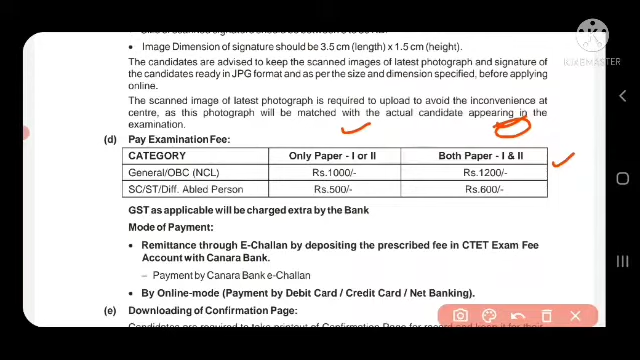 • Image Dimension of signature should be 3.5 cm (length) x 1.5 cm (height).
The candidates are advised to keep the scanned images of latest photograph and signature of
the candidates ready in JPG format and as per the size and dimension specified, before applying
online.
The scanned image of latest photograph is required to upload to avoid the inconvenience at
centre, as this photograph will be matched with the actual candidate appearing in the
examination.
(d) Pay Examination Fee:
CATEGORY Only Paper - I or II Both Paper - I & II
General/OBC (NCL) Rs.1000/- Rs.1200/-
SC/ST/Diff. Abled Person Rs.500/- Rs.600/-
GST as applicable will be charged extra by the Bank
Mode of Payment:
• Remittance through E-Challan by depositing the prescribed fee in CTET Exam Fee
Account with Canara Bank.
– Payment by Canara Bank e-Challan
• By Online-mode (Payment by Debit Card / Credit Card / Net Banking).
(e) Downloading of Confirmation Page:
KINEMASTER